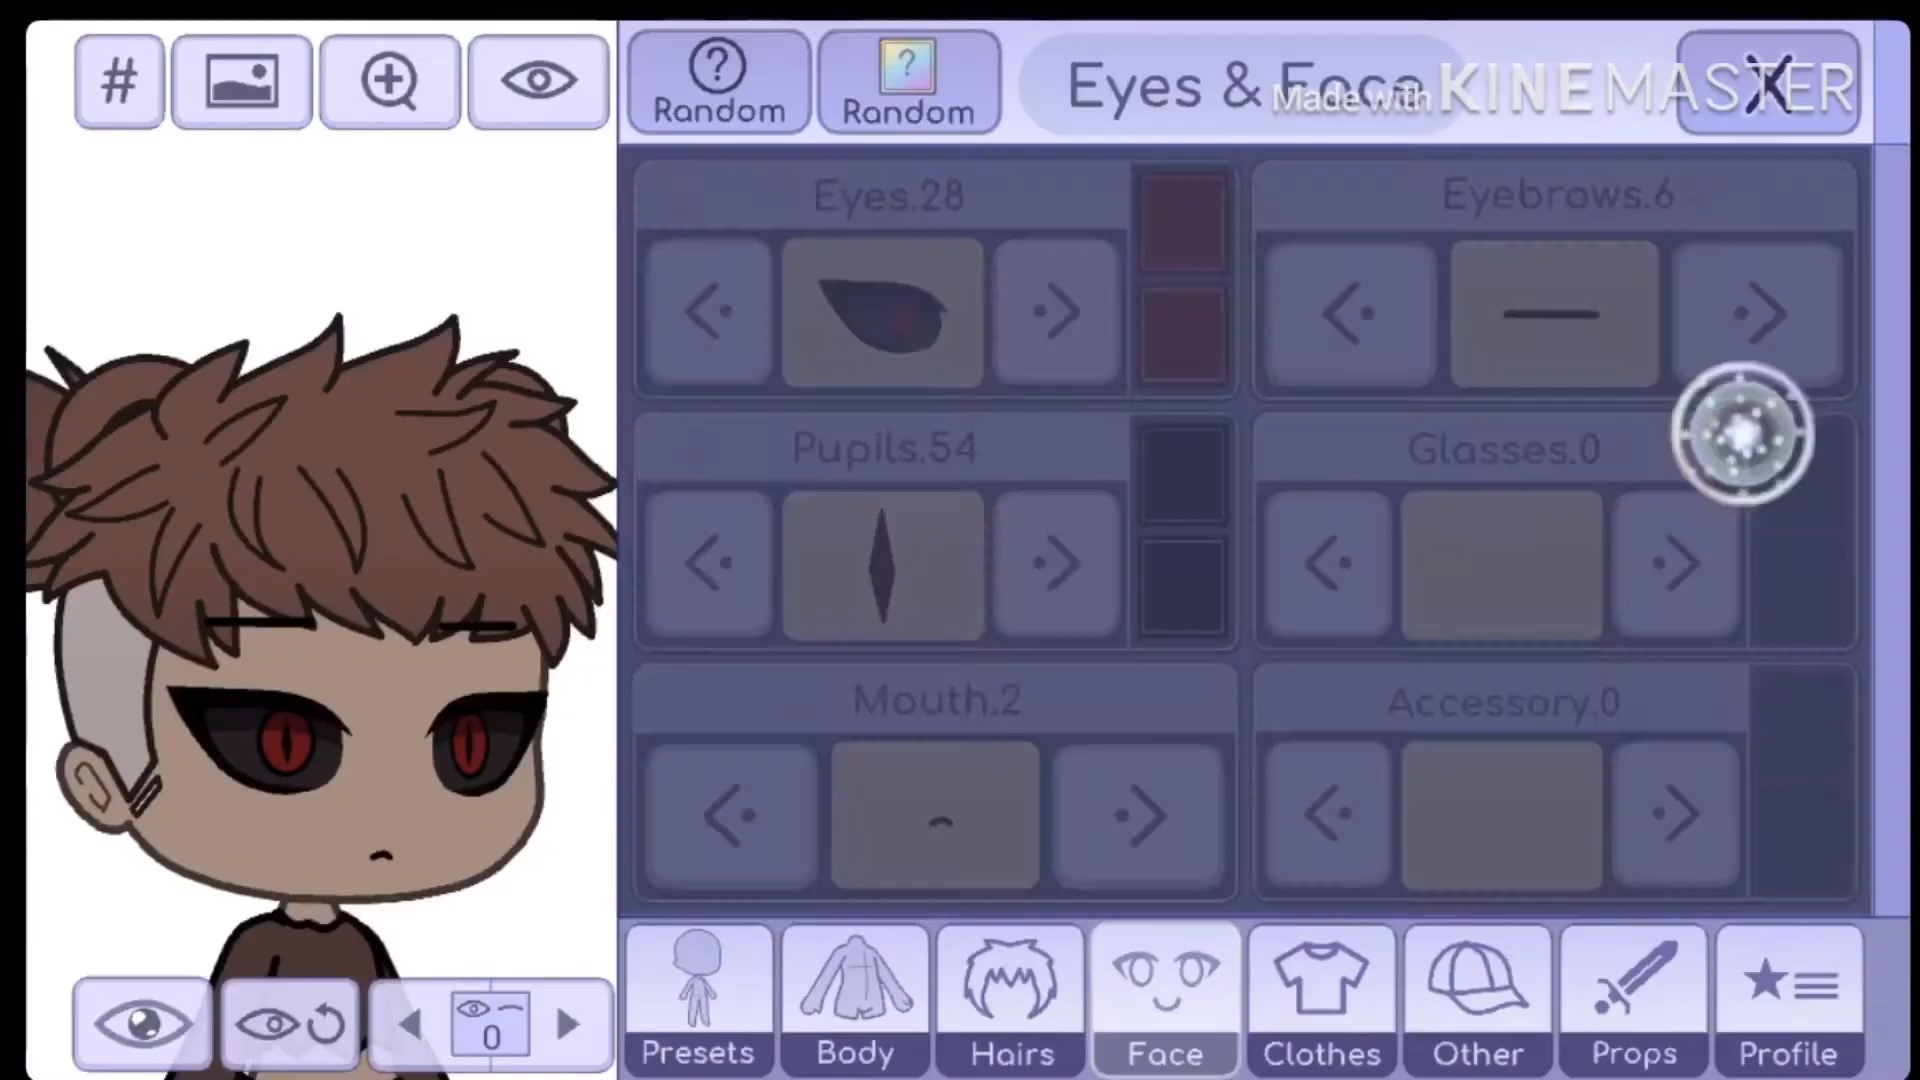 #
? Random
? Random
Eyes & Face
Made with KINEMASTER
X
Eyes.28
Eyebrows.6
Pupils.54
Glasses.0
Mouth.2
Accessory.0
0
Presets
Body
Hairs
Face
Clothes
Other
Props
Profile